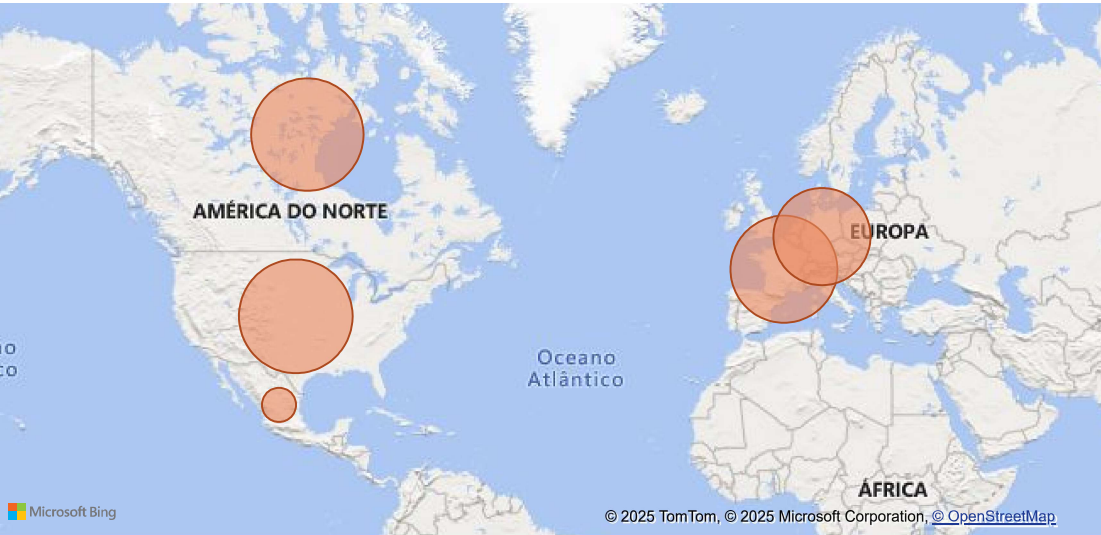 AMÉRICA DO NORTE
EUROPA
Oceano
Atlântico
ÁFRICA
Microsoft Bing
© 2025 TomTom, © 2025 Microsoft Corporation, © OpenStreetMap